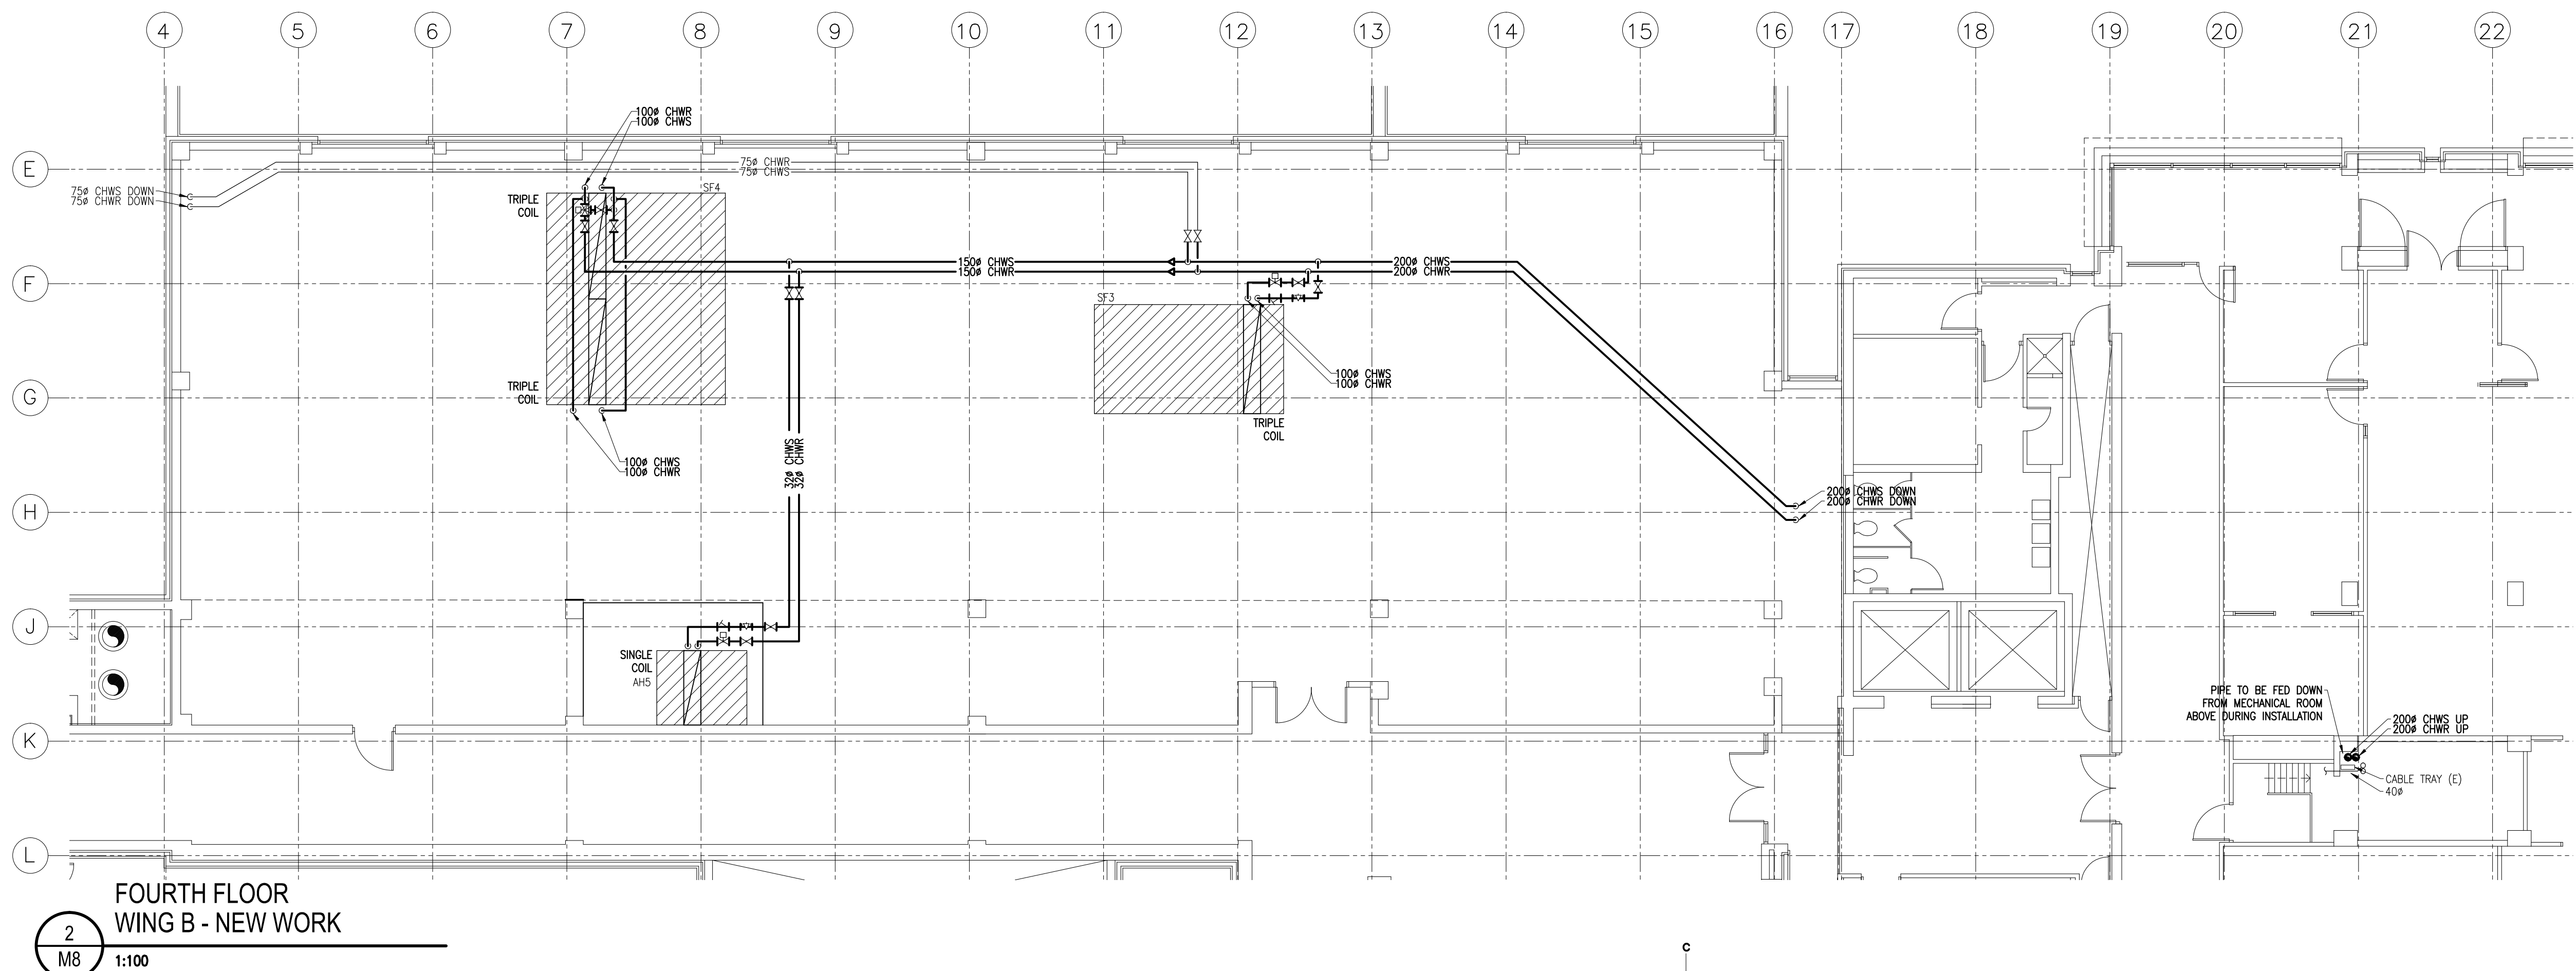 4 5 6 7 8 9 10 11 12 13 14 15 16 17 18 19 20 21 22
100ø CHWR
100ø CHWS
E
75ø CHWR
75ø CHWS
75ø CHWS DOWN
75ø CHWR DOWN
TRIPLE
COIL
SF4
F
150ø CHWS
150ø CHWR
200ø CHWS
200ø CHWR
SF3
100ø CHWS
100ø CHWR
TRIPLE
COIL
G
TRIPLE
COIL
32ø CHWS
32ø CHWR
100ø CHWS
100ø CHWR
H
200ø CHWS DOWN
200ø CHWR DOWN
J
SINGLE
COIL
AH5
PIPE TO BE FED DOWN
FROM MECHANICAL ROOM
ABOVE DURING INSTALLATION
200ø CHWS UP
200ø CHWR UP
K
CABLE TRAY (E)
40ø
L
FOURTH FLOOR
WING B - NEW WORK
2
M8
1:100
C